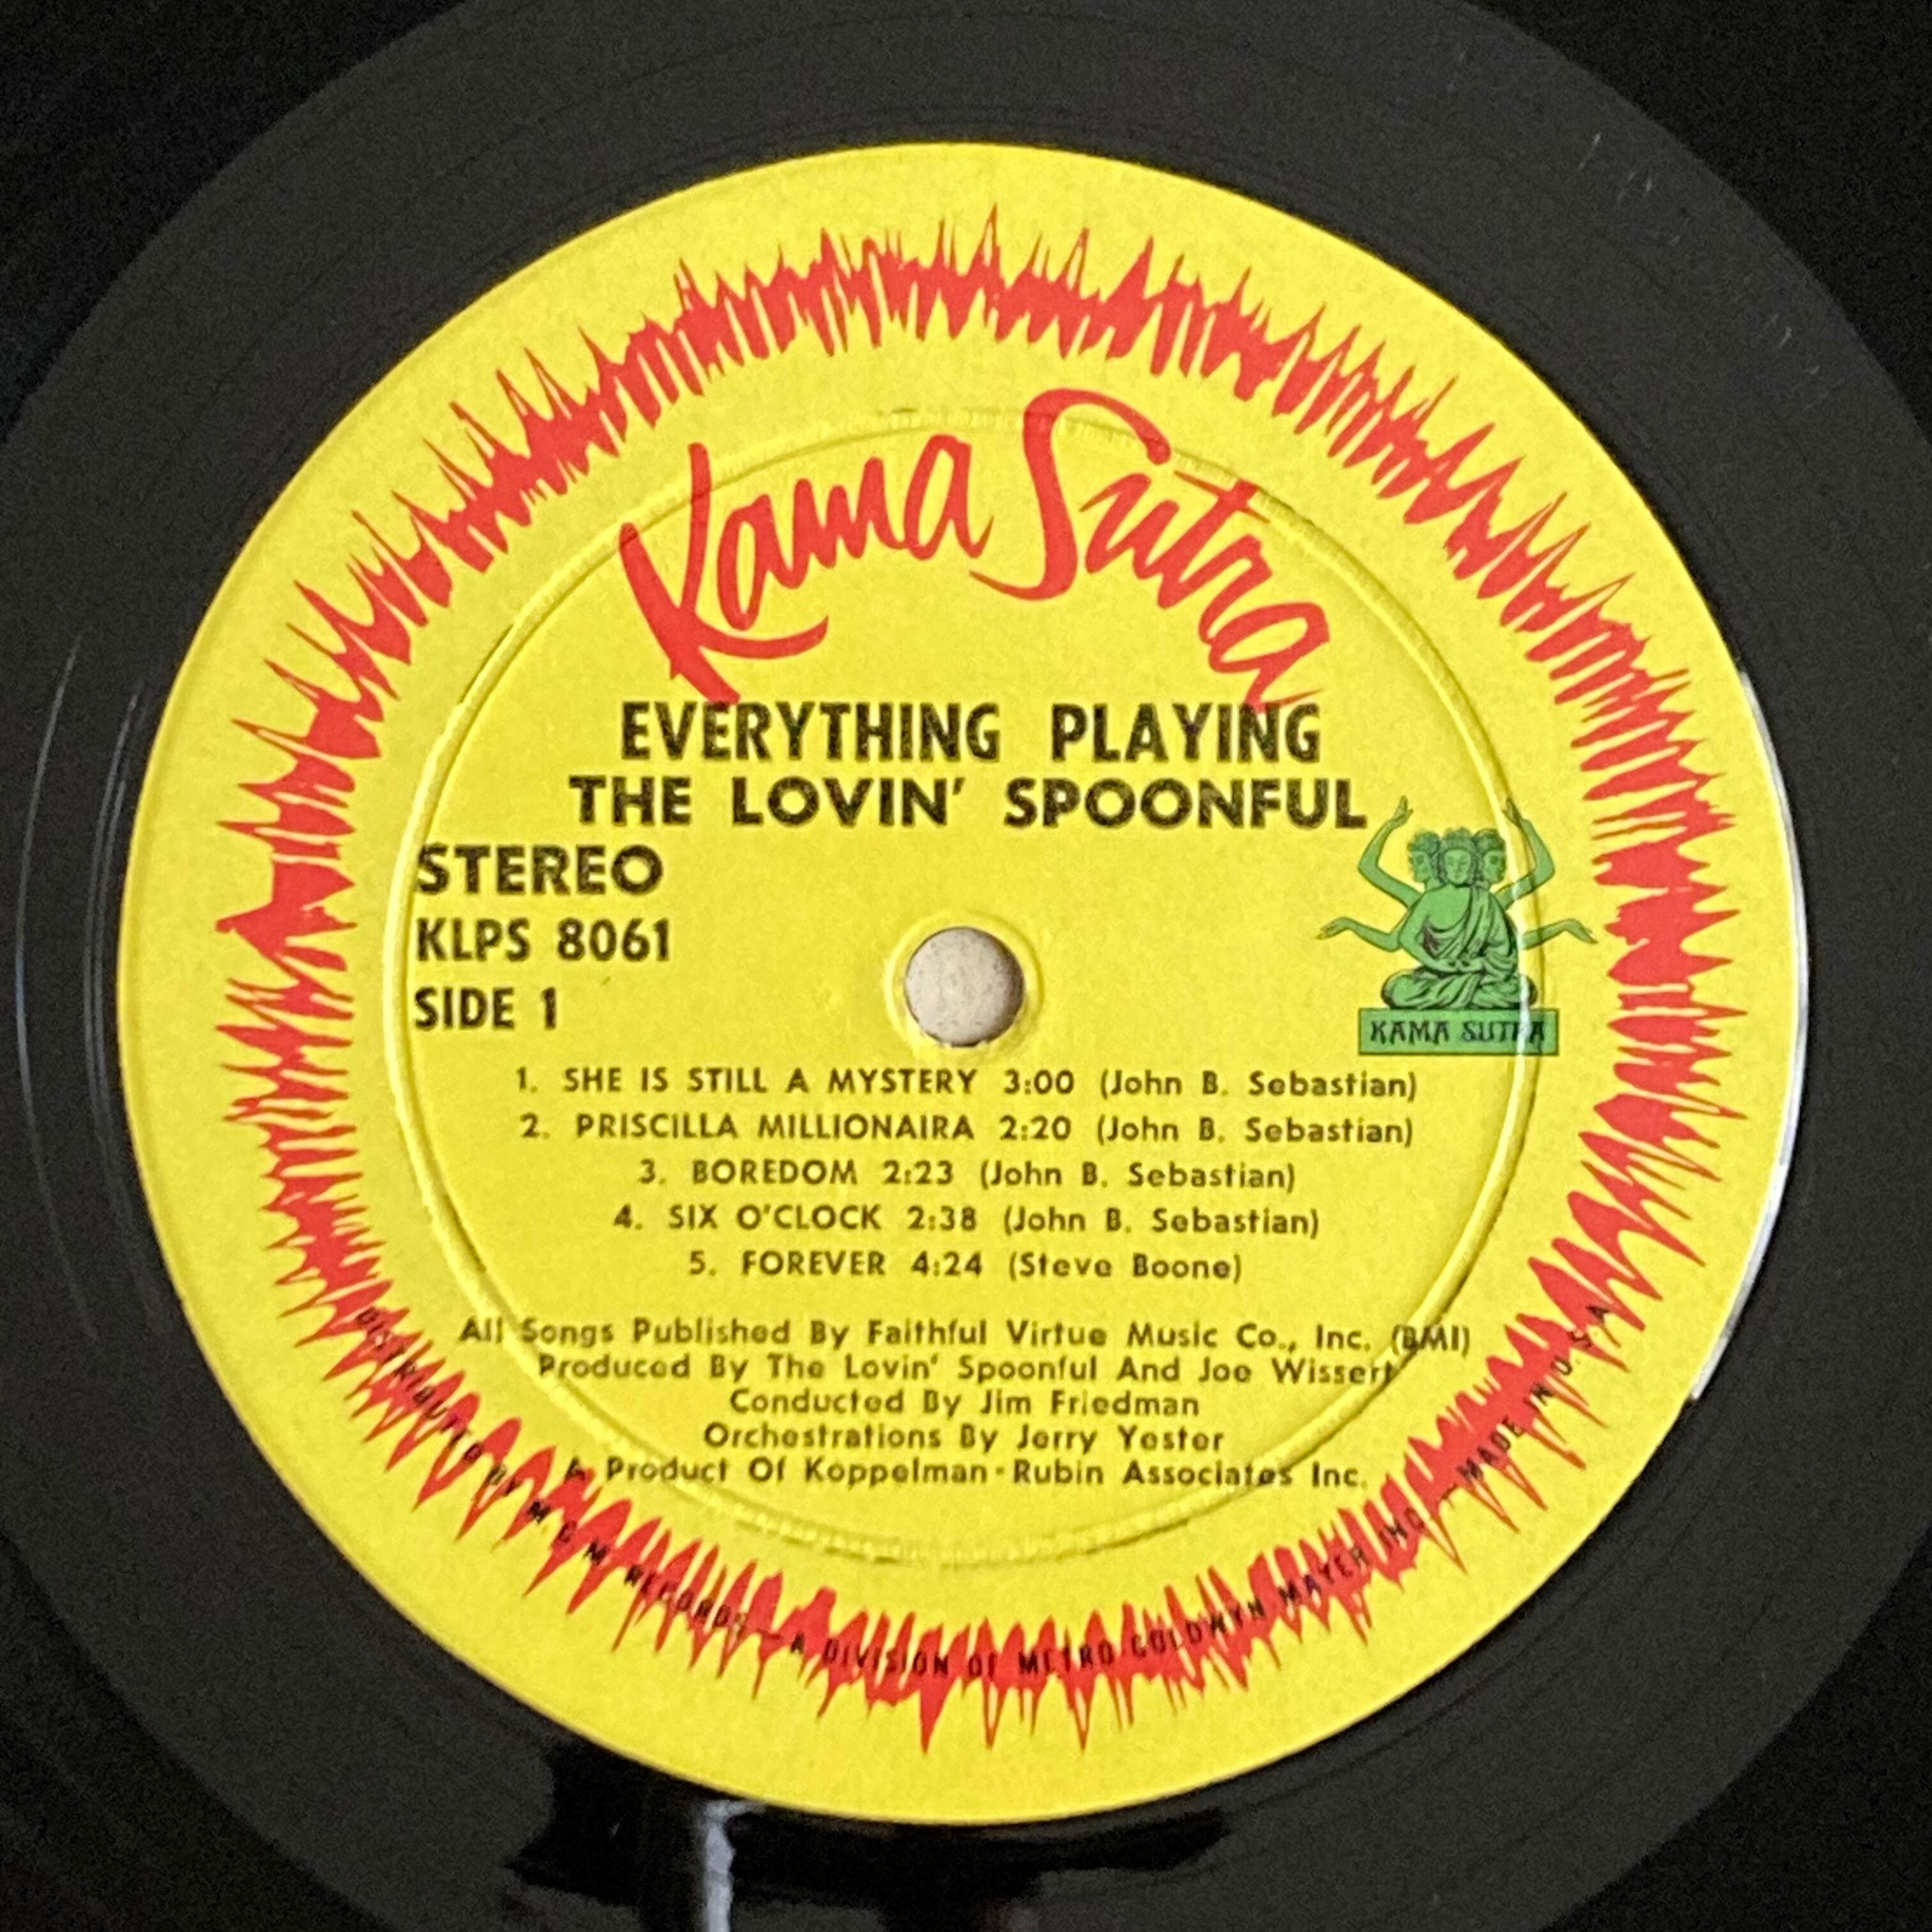 Kama Sutra
EVERYTHING PLAYING
THE LOVIN' SPOONFUL
STEREO
KLPS 8061
SIDE 1
KAMA SUTRA
1. SHE IS STILL A MYSTERY 3:00 (John B. Sebastian)
2. PRISCILLA MILLIONAIRA 2:20 (John B. Sebastian)
3. BOREDOM 2:23 (John B. Sebastian)
4. SIX O'CLOCK 2:38 (John B. Sebastian)
5. FOREVER 4:24 (Steve Boone)
All Songs Published By Faithful Virtue Music Co., Inc. (BMI)
Produced By The Lovin' Spoonful And Joe Wissert
Conducted By Jim Friedman
Orchestrations By Jerry Yester
A Product Of Koppelman-Rubin Associates Inc.
DISTRIBUTED BY M G M RECORDS — A DIVISION OF METRO-GOLDWYN MAYER INC. — MADE IN U S A